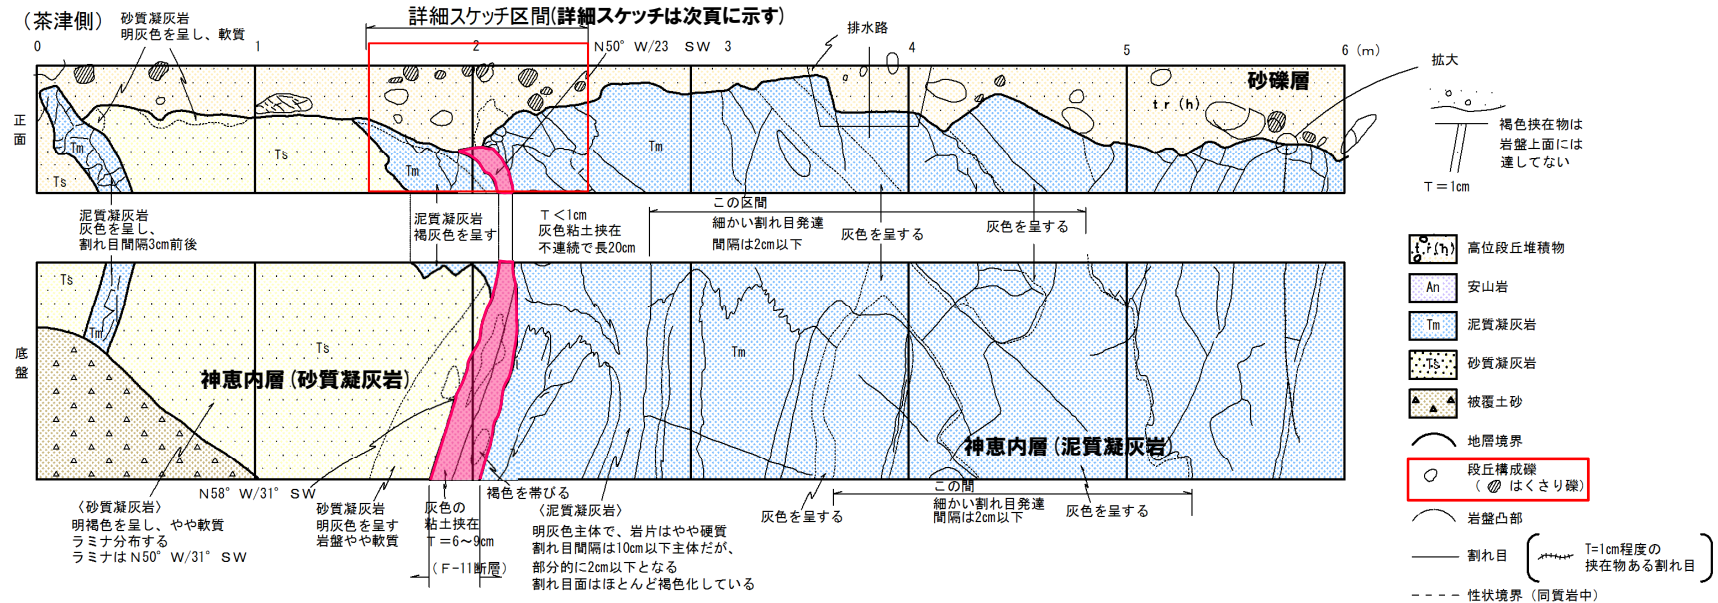 （茶津側）
砂質凝灰岩
明灰色を呈し、軟質
詳細スケッチ区間(詳細スケッチは次頁に示す)
排水路
0
1
2
N50°W/23 SW
3
4
5
6 (m)
拡大
砂礫層
tr(h)
正面
Tm
Ts
Ts
Tm
Tm
褐色挟在物は
岩盤上面には
達してない
T=1cm
泥質凝灰岩
灰色を呈し、
割れ目間隔3cm前後
泥質凝灰岩
褐灰色を呈す
T<1cm
灰色粘土挟在
不連続で長20cm
この区間
細かい割れ目発達
間隔は2cm以下
灰色を呈する
灰色を呈する
底盤
Ts
Tm
Ts
Tm
神恵内層(砂質凝灰岩)
神恵内層(泥質凝灰岩)
N58°W/31°SW
〈砂質凝灰岩〉
明褐色を呈し、やや軟質
ラミナ分布する
ラミナはN50°W/31°SW
砂質凝灰岩
明灰色を呈す
岩盤やや軟質
灰色の
粘土挟在
T=6~9cm
(F-11断層)
褐色を帯びる
〈泥質凝灰岩〉
明灰色主体で、岩片はやや硬質
割れ目間隔は10cm以下主体だが、
部分的に2cm以下となる
割れ目面はほとんど褐色化している
灰色を呈する
この間
細かい割れ目発達
間隔は2cm以下
灰色を呈する
t.r(h) 高位段丘堆積物
An 安山岩
Tm 泥質凝灰岩
Ts 砂質凝灰岩
被覆土砂
地層境界
段丘構成礫
( はくさり礫)
岩盤凸部
割れ目
T=1cm程度の
挟在物ある割れ目
性状境界（同質岩中）